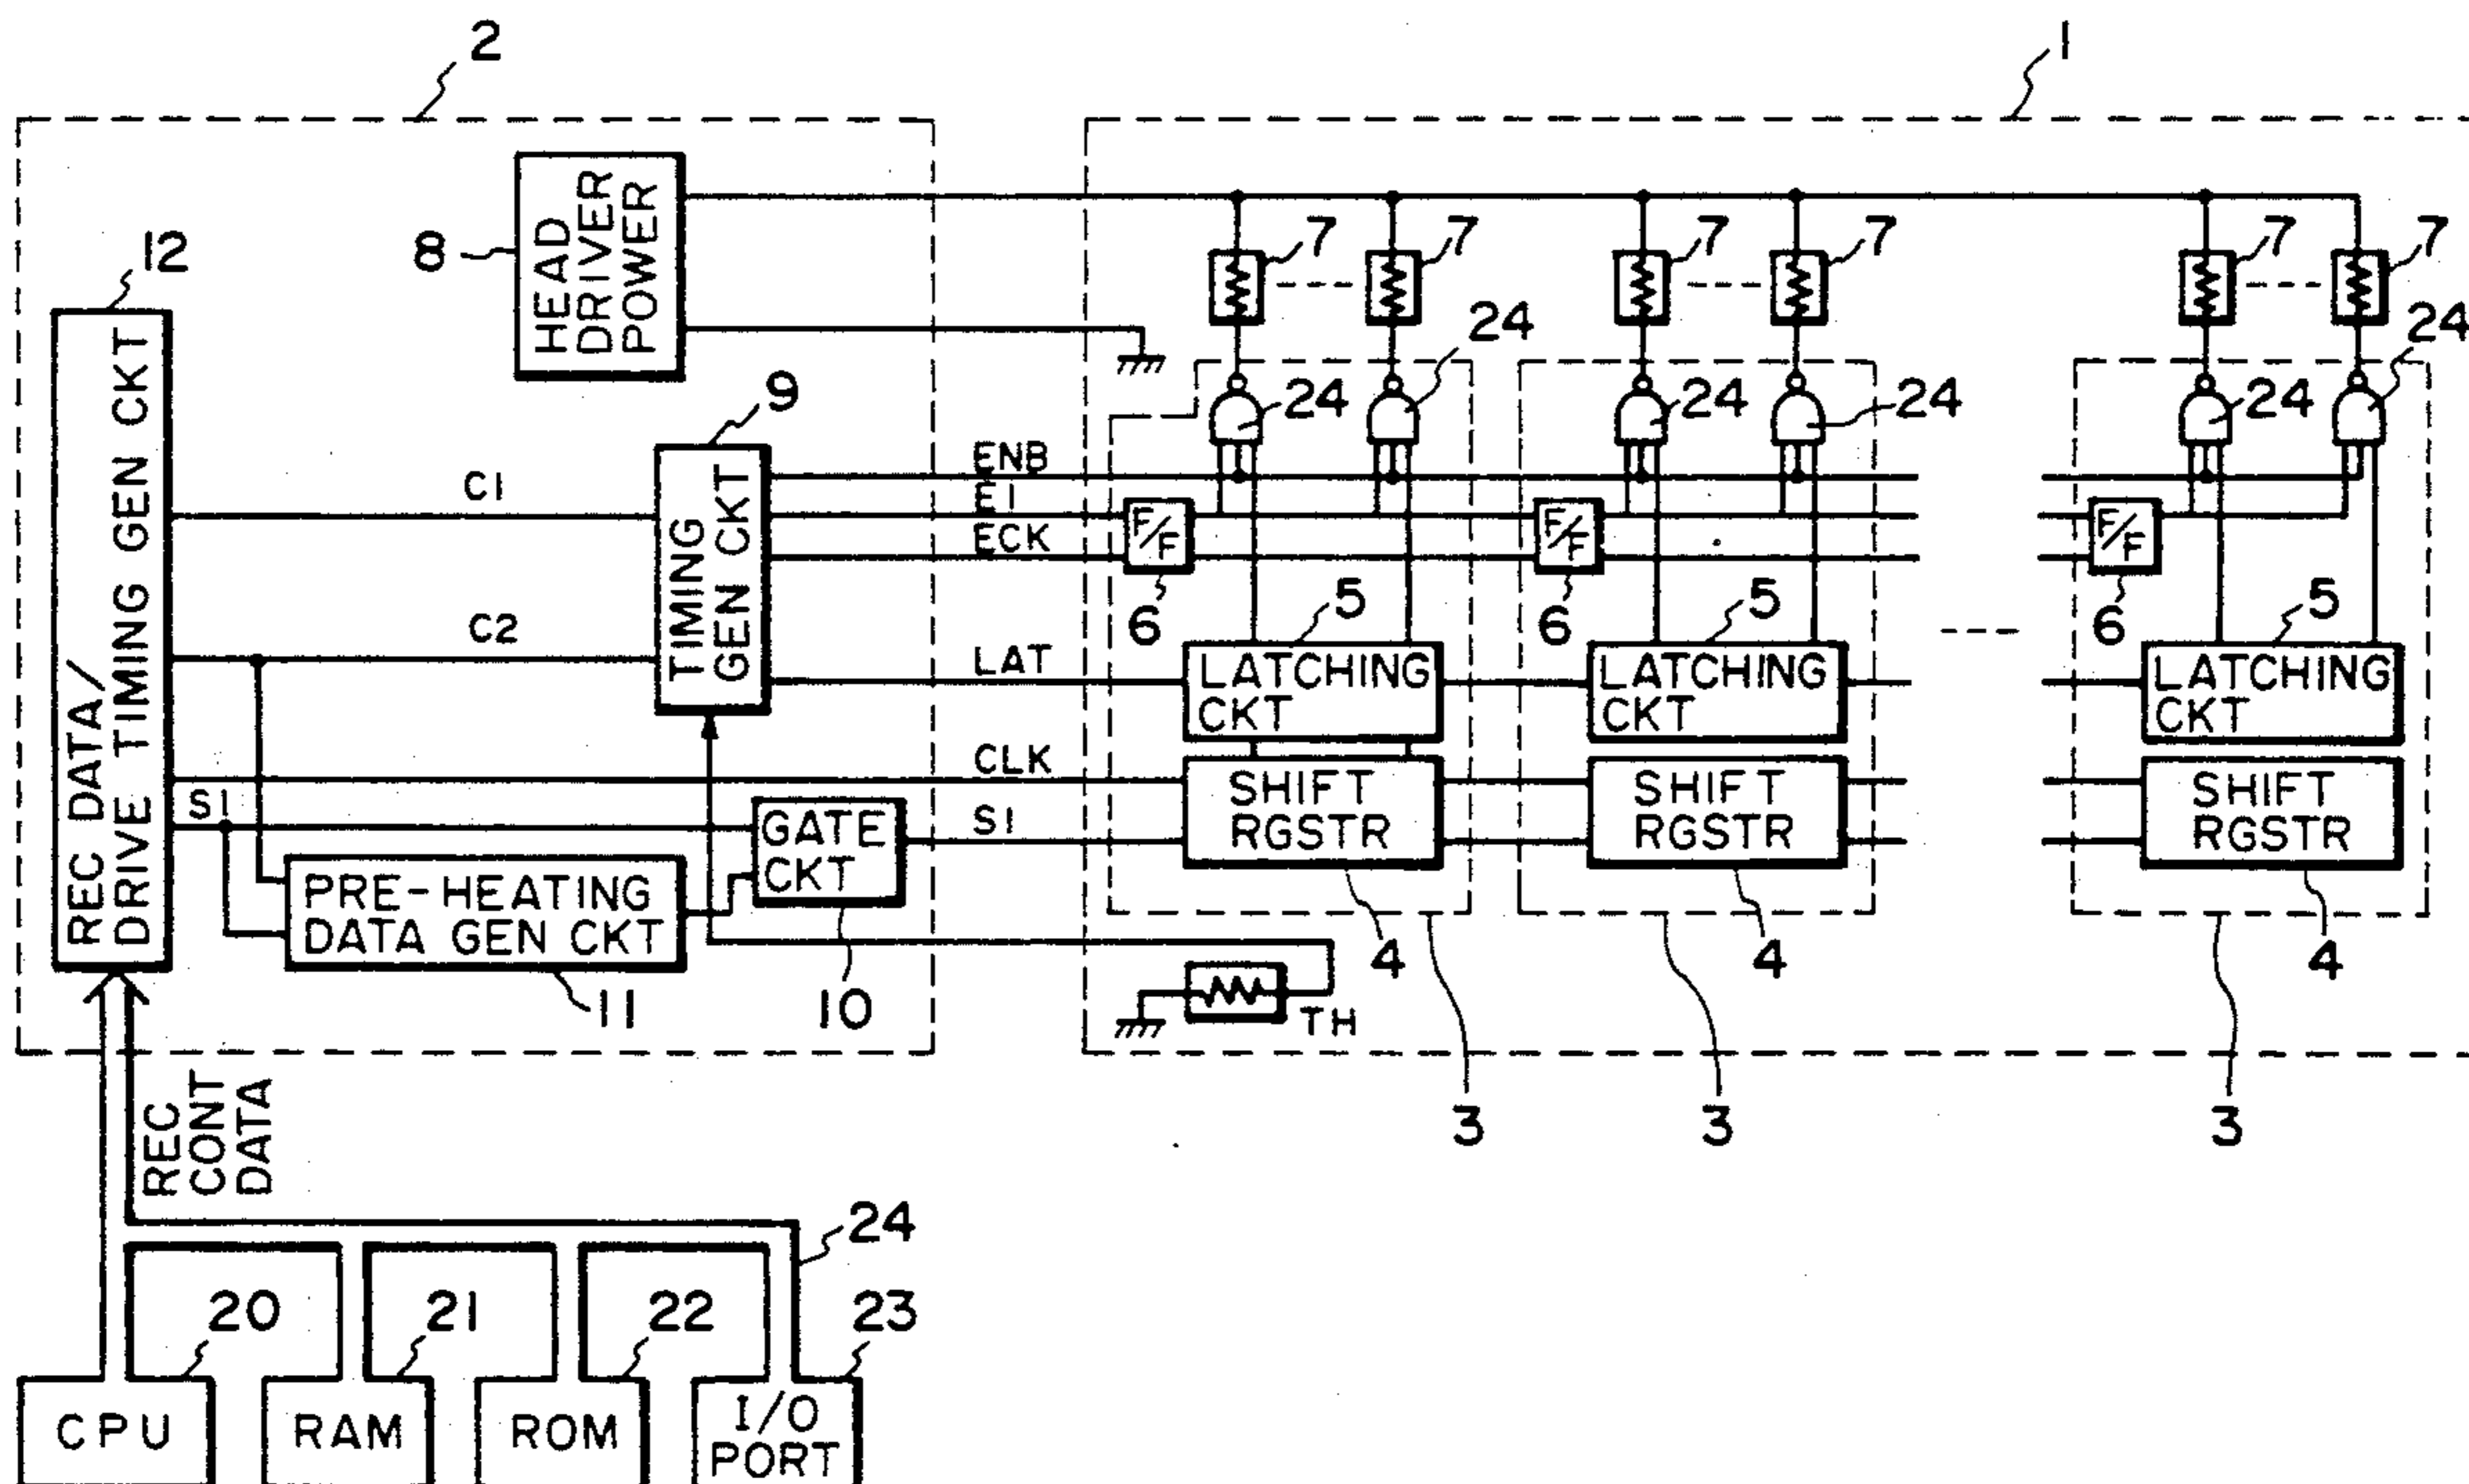 2
1
HEAD
DRIVER
POWER
8
12
REC DATA/
DRIVE TIMING GEN CKT
7
7
7
7
7
7
24
24
24
24
24
24
9
TIMING
GEN CKT
C1
C2
ENB
E1
ECK
LAT
CLK
S1
S1
F/F
F/F
F/F
6
6
6
5
5
5
LATCHING
CKT
LATCHING
CKT
LATCHING
CKT
SHIFT
RGSTR
SHIFT
RGSTR
SHIFT
RGSTR
GATE
CKT
PRE-HEATING
DATA GEN CKT
11
10
TH
4
4
4
3
3
3
REC
CONT
DATA
24
20
21
22
23
CPU
RAM
ROM
I/O
PORT